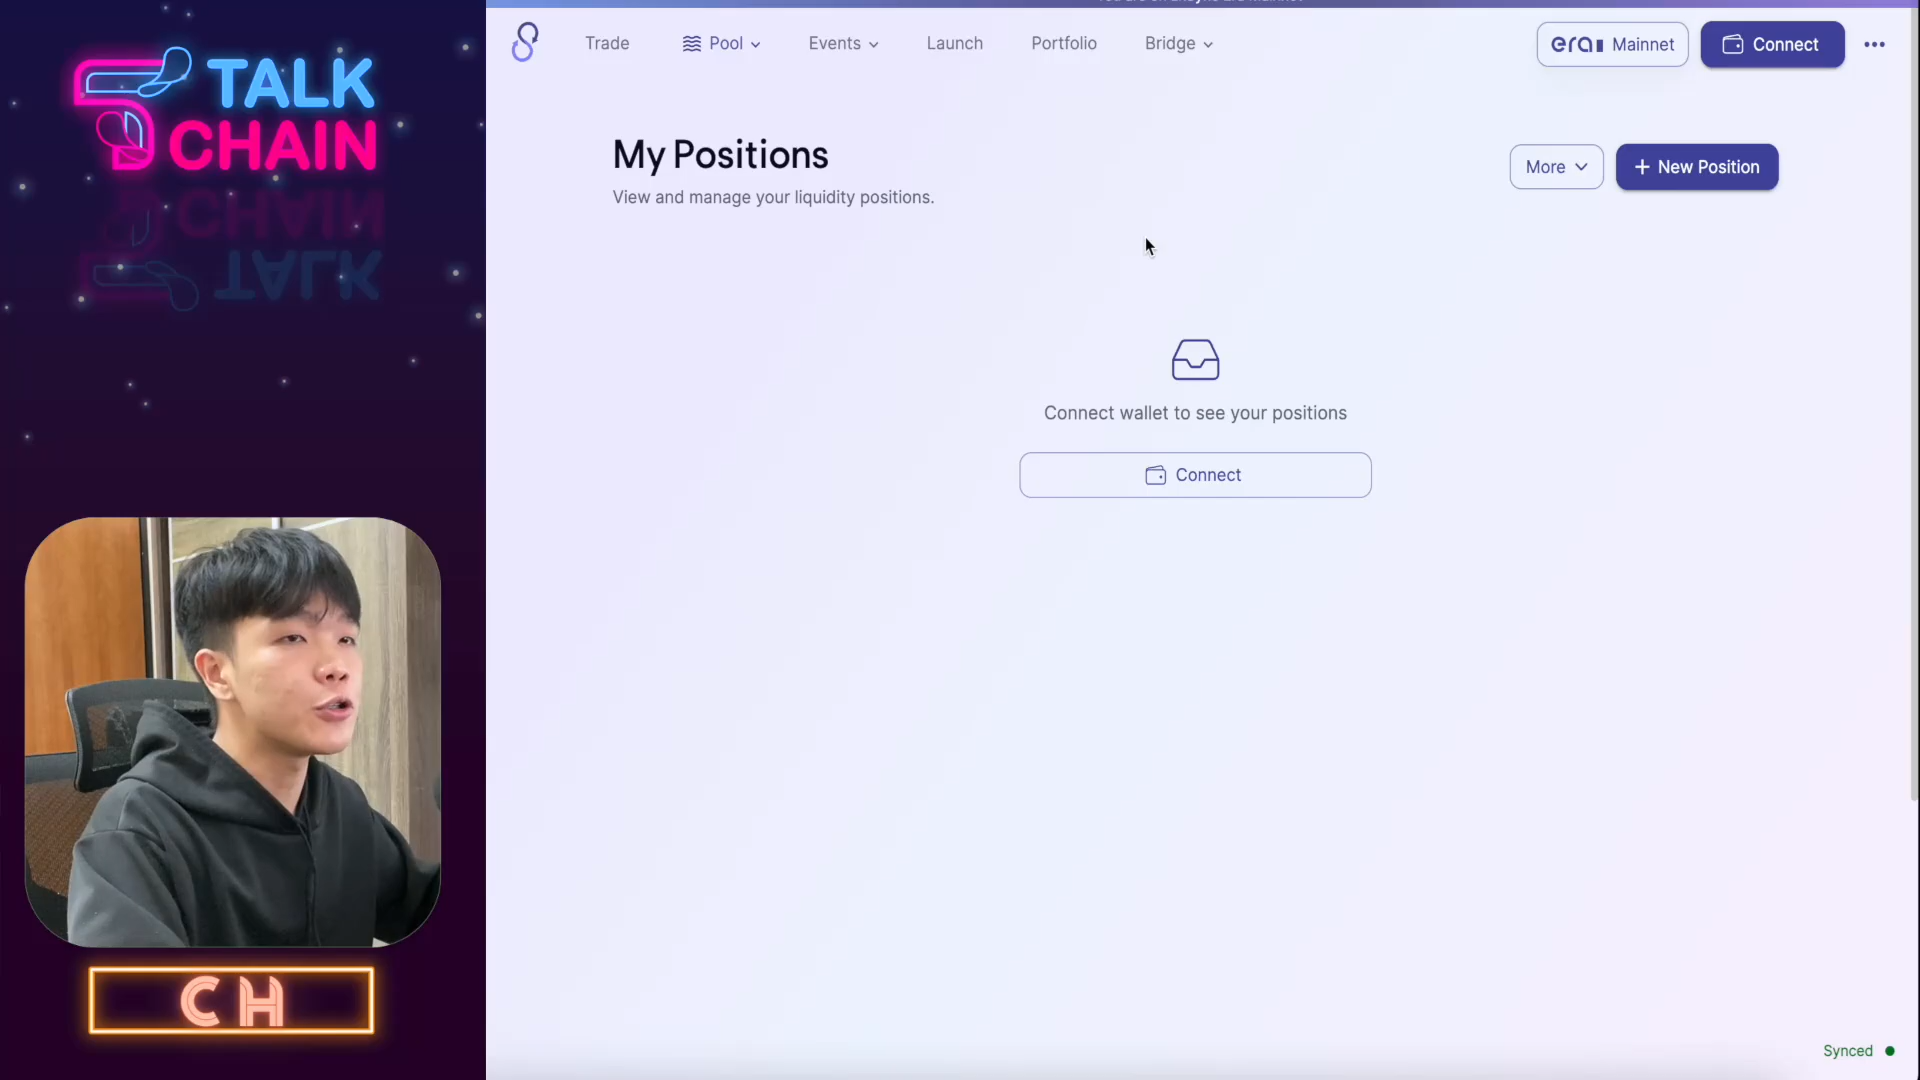 TALK
CHAIN
Trade
Pool
Events
Launch
Portfolio
Bridge
era Mainnet
Connect
My Positions
View and manage your liquidity positions.
More
+ New Position
Connect wallet to see your positions
Connect
CH
Synced